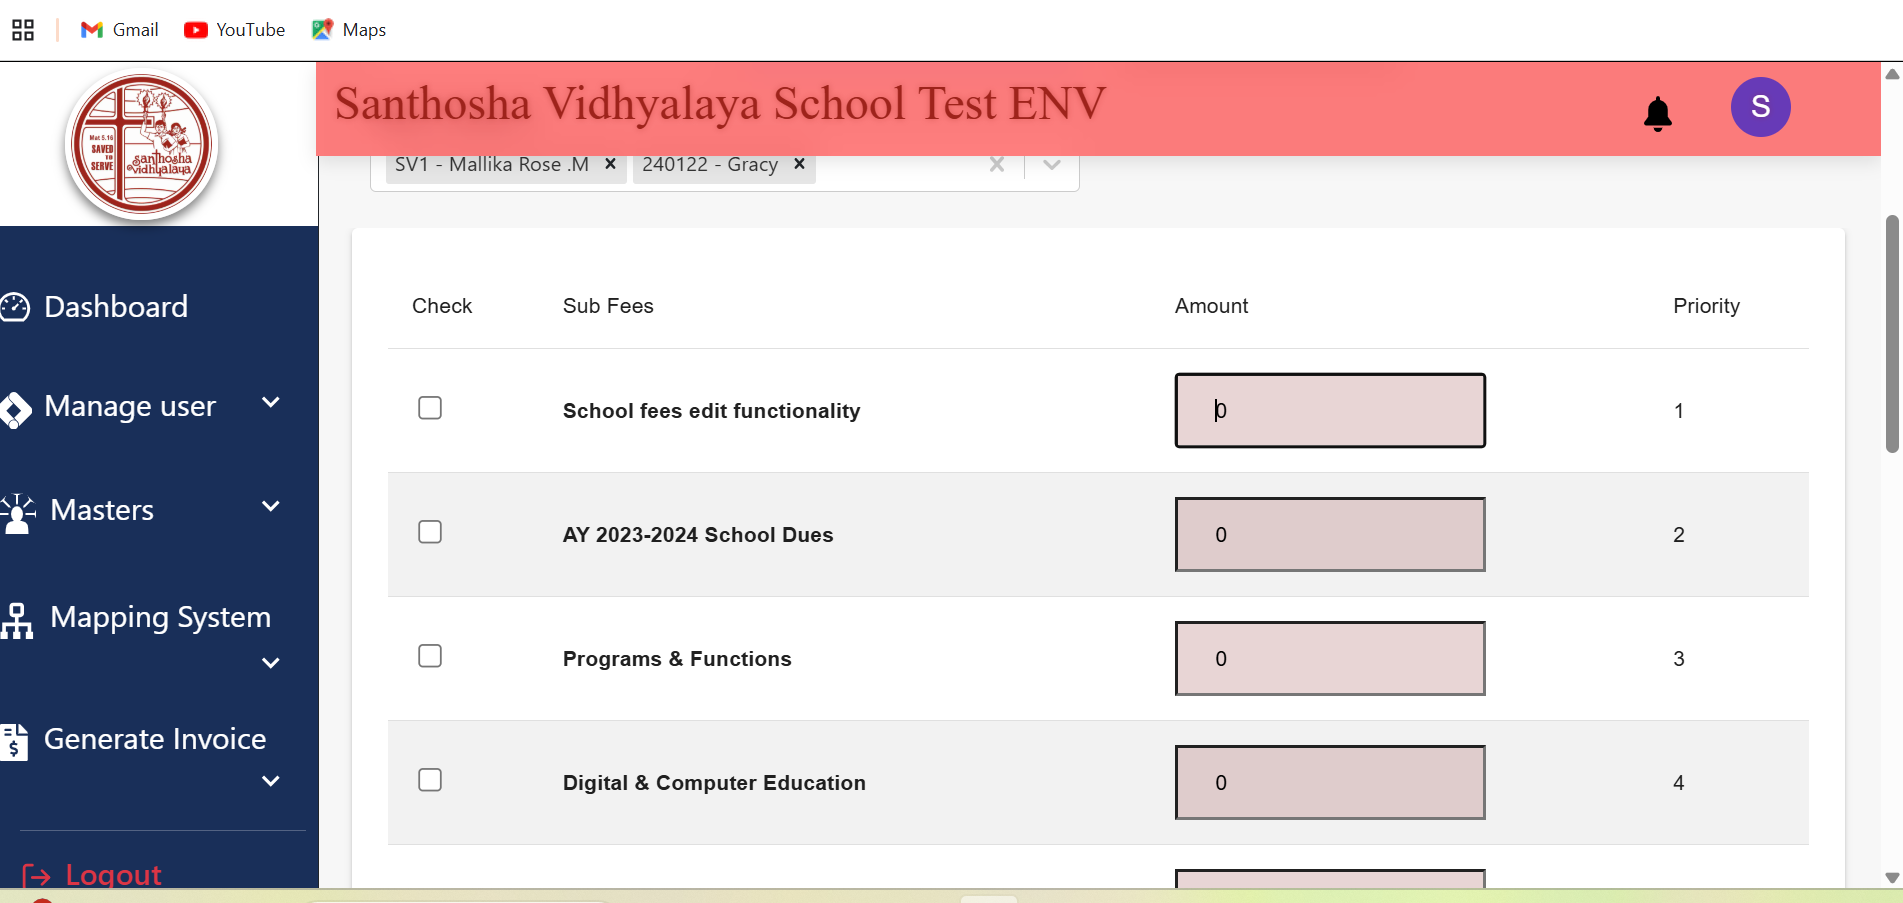 Gmail YouTube Maps
Mat 5.16
SAVED
TO
SERVE
santhosha
vidhyalaya
Santhosha Vidhyalaya School Test ENV
S
SV1 - Mallika Rose .M × 240122 - Gracy ×
Dashboard
Manage user
Masters
Mapping System
Generate Invoice
Logout
Check Sub Fees Amount Priority
School fees edit functionality 0 1
AY 2023-2024 School Dues 0 2
Programs & Functions 0 3
Digital & Computer Education 0 4